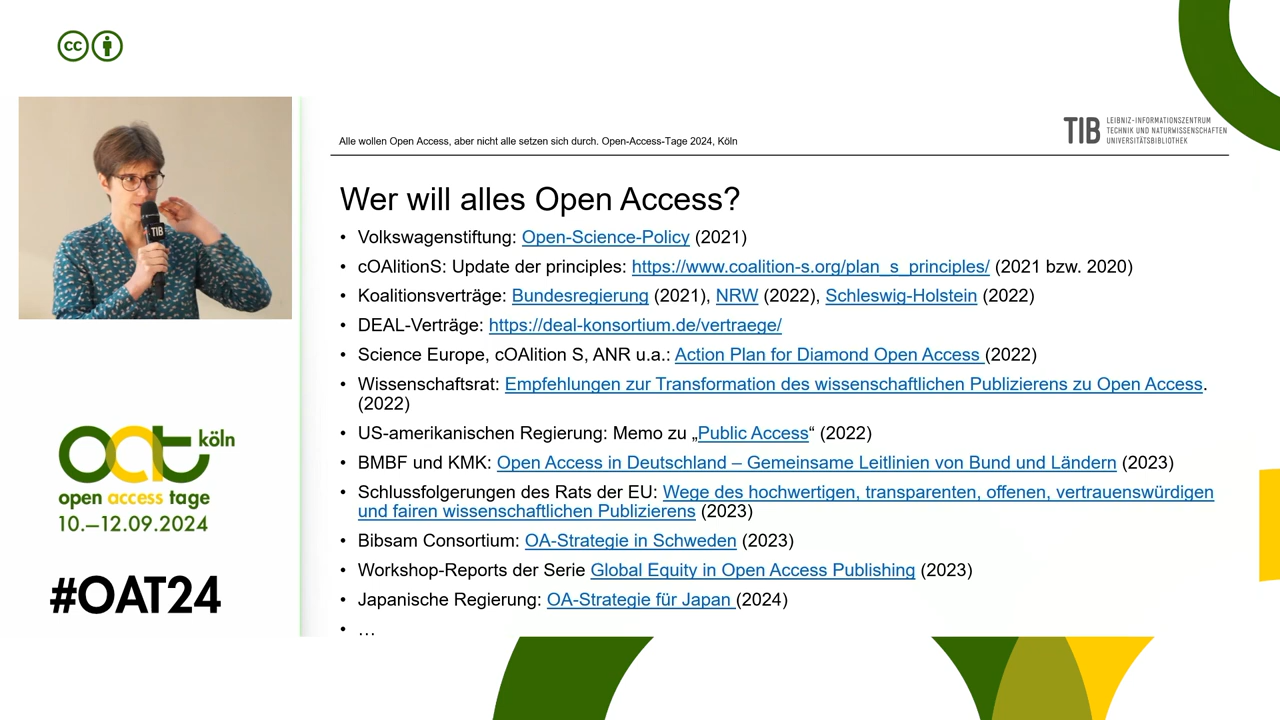 cc
TIB
Alle wollen Open Access, aber nicht alle setzen sich durch. Open-Access-Tage 2024, Köln
TIB LEIBNIZ-INFORMATIONSZENTRUM
TECHNIK UND NATURWISSENSCHAFTEN
UNIVERSITÄTSBIBLIOTHEK
Wer will alles Open Access?
• Volkswagenstiftung: Open-Science-Policy (2021)
• cOAlitionS: Update der principles: https://www.coalition-s.org/plan_s_principles/ (2021 bzw. 2020)
• Koalitionsverträge: Bundesregierung (2021), NRW (2022), Schleswig-Holstein (2022)
• DEAL-Verträge: https://deal-konsortium.de/vertraege/
• Science Europe, cOAlition S, ANR u.a.: Action Plan for Diamond Open Access (2022)
• Wissenschaftsrat: Empfehlungen zur Transformation des wissenschaftlichen Publizierens zu Open Access.
(2022)
• US-amerikanischen Regierung: Memo zu „Public Access“ (2022)
• BMBF und KMK: Open Access in Deutschland – Gemeinsame Leitlinien von Bund und Ländern (2023)
• Schlussfolgerungen des Rats der EU: Wege des hochwertigen, transparenten, offenen, vertrauenswürdigen
und fairen wissenschaftlichen Publizierens (2023)
• Bibsam Consortium: OA-Strategie in Schweden (2023)
• Workshop-Reports der Serie Global Equity in Open Access Publishing (2023)
• Japanische Regierung: OA-Strategie für Japan (2024)
• …
oat köln
open access tage
10.–12.09.2024
#OAT24